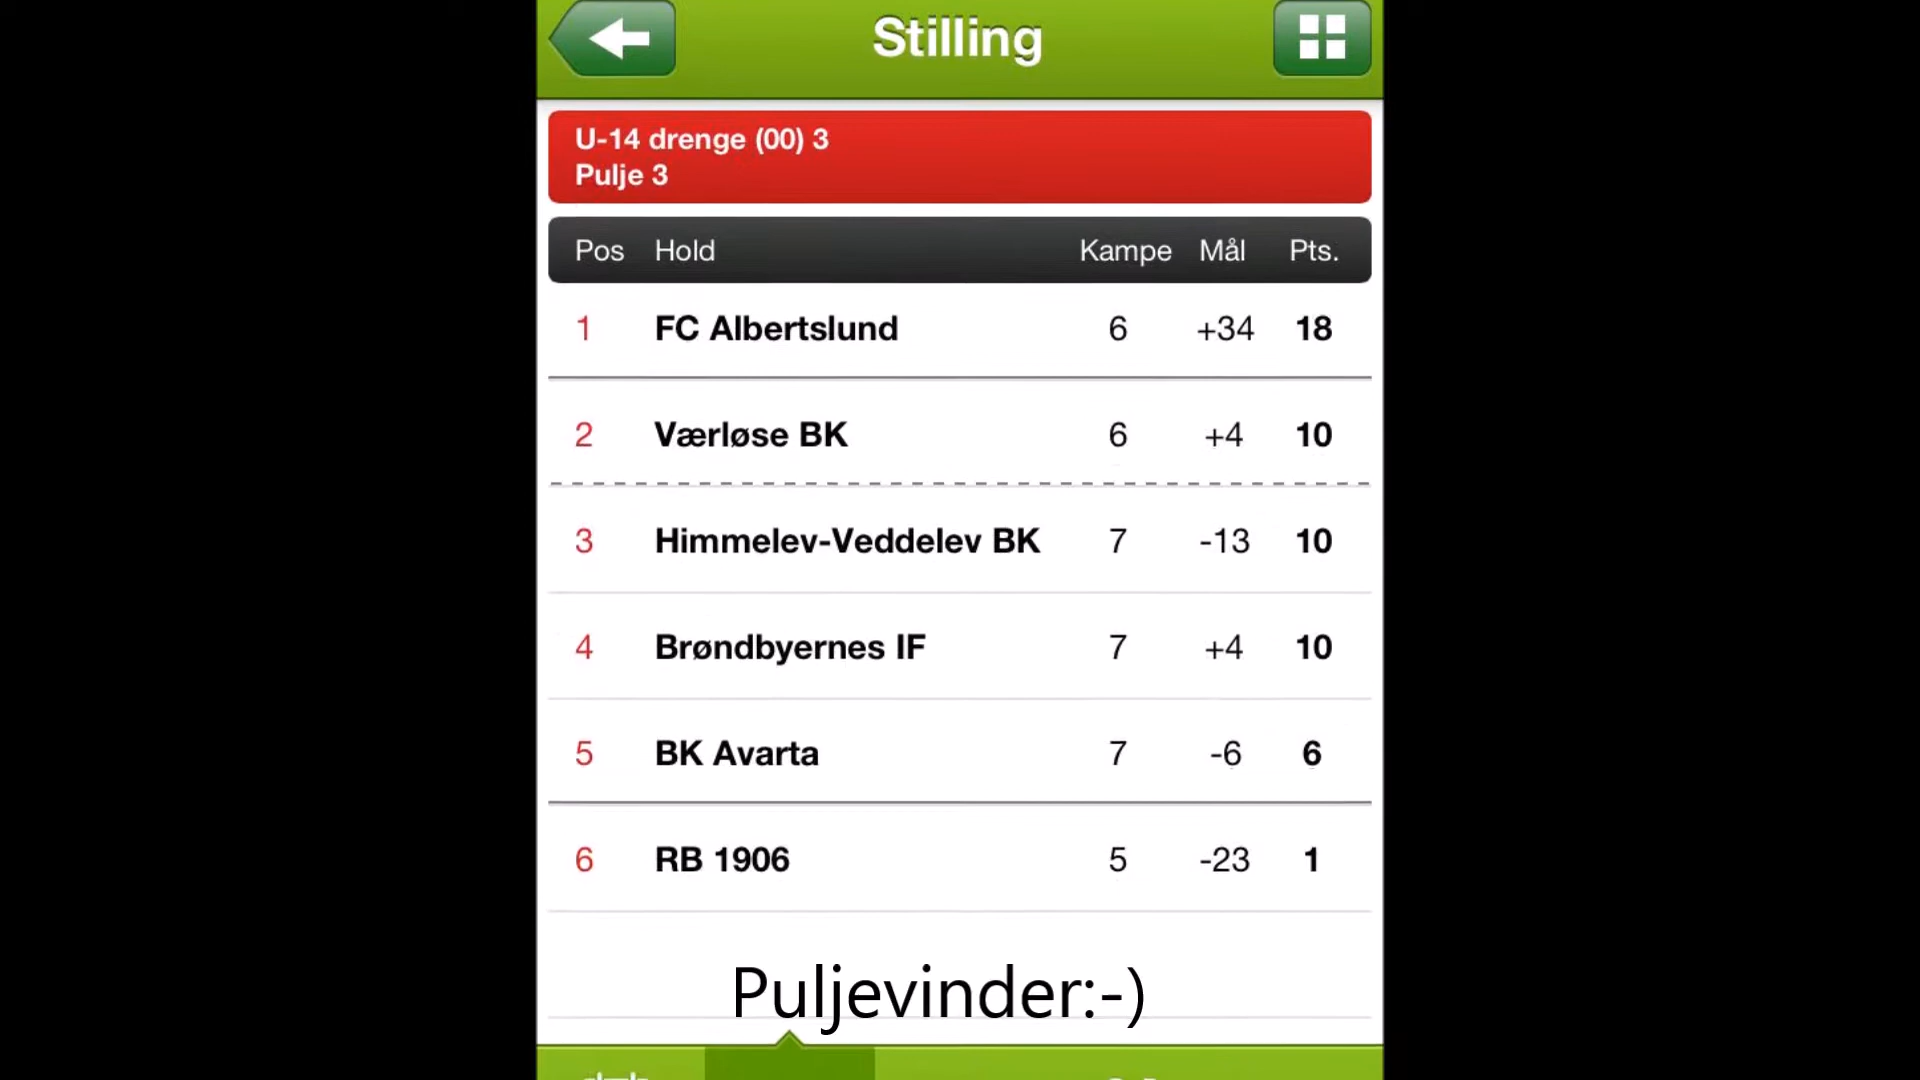 Stilling
U-14 drenge (00) 3
Pulje 3
Pos Hold Kampe Mål Pts.
1 FC Albertslund 6 +34 18
2 Værløse BK 6 +4 10
3 Himmelev-Veddelev BK 7 -13 10
4 Brøndbyernes IF 7 +4 10
5 BK Avarta 7 -6 6
6 RB 1906 5 -23 1
Puljevinder:-)